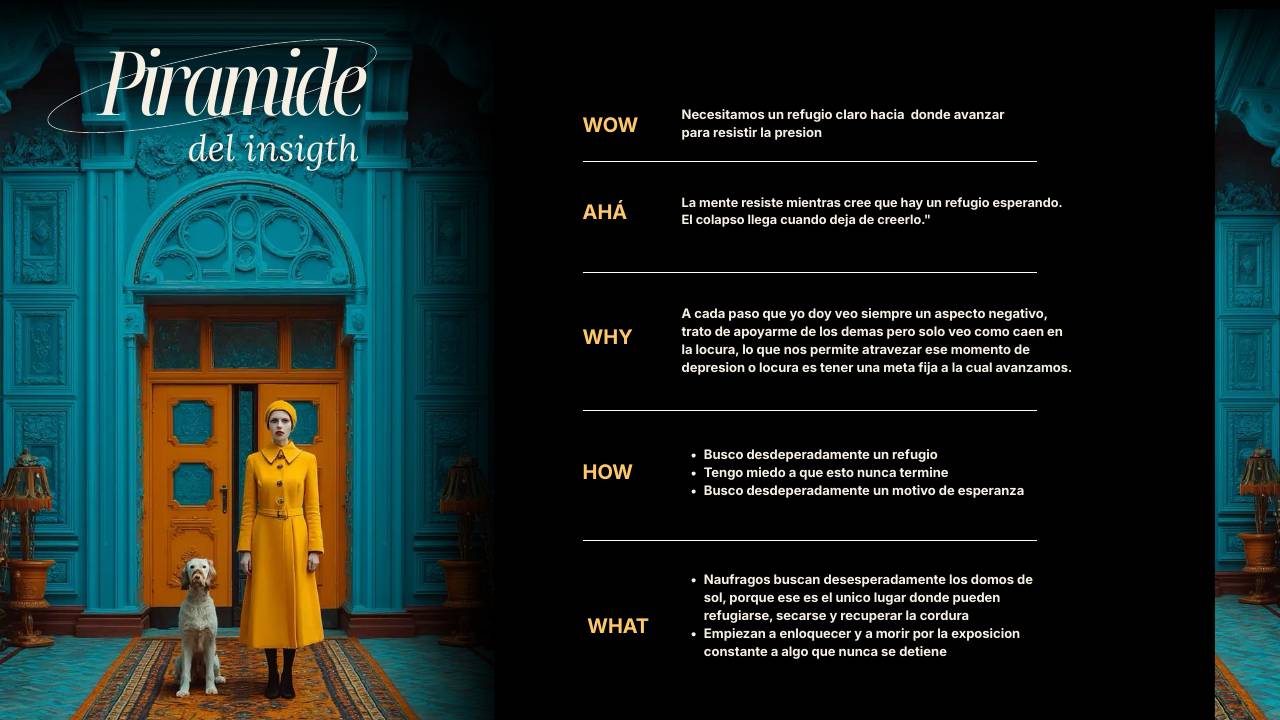 Piramide
del insigth
WOW
Necesitamos un refugio claro hacia  donde avanzar
para resistir la presion
AHÁ
La mente resiste mientras cree que hay un refugio esperando.
El colapso llega cuando deja de creerlo."
WHY
A cada paso que yo doy veo siempre un aspecto negativo,
trato de apoyarme de los demas pero solo veo como caen en
la locura, lo que nos permite atravezar ese momento de
depresion o locura es tener una meta fija a la cual avanzamos.
HOW
• Busco desdeperadamente un refugio
• Tengo miedo a que esto nunca termine
• Busco desdeperadamente un motivo de esperanza
WHAT
• Naufragos buscan desesperadamente los domos de
sol, porque ese es el unico lugar donde pueden
refugiarse, secarse y recuperar la cordura
• Empiezan a enloquecer y a morir por la exposicion
constante a algo que nunca se detiene